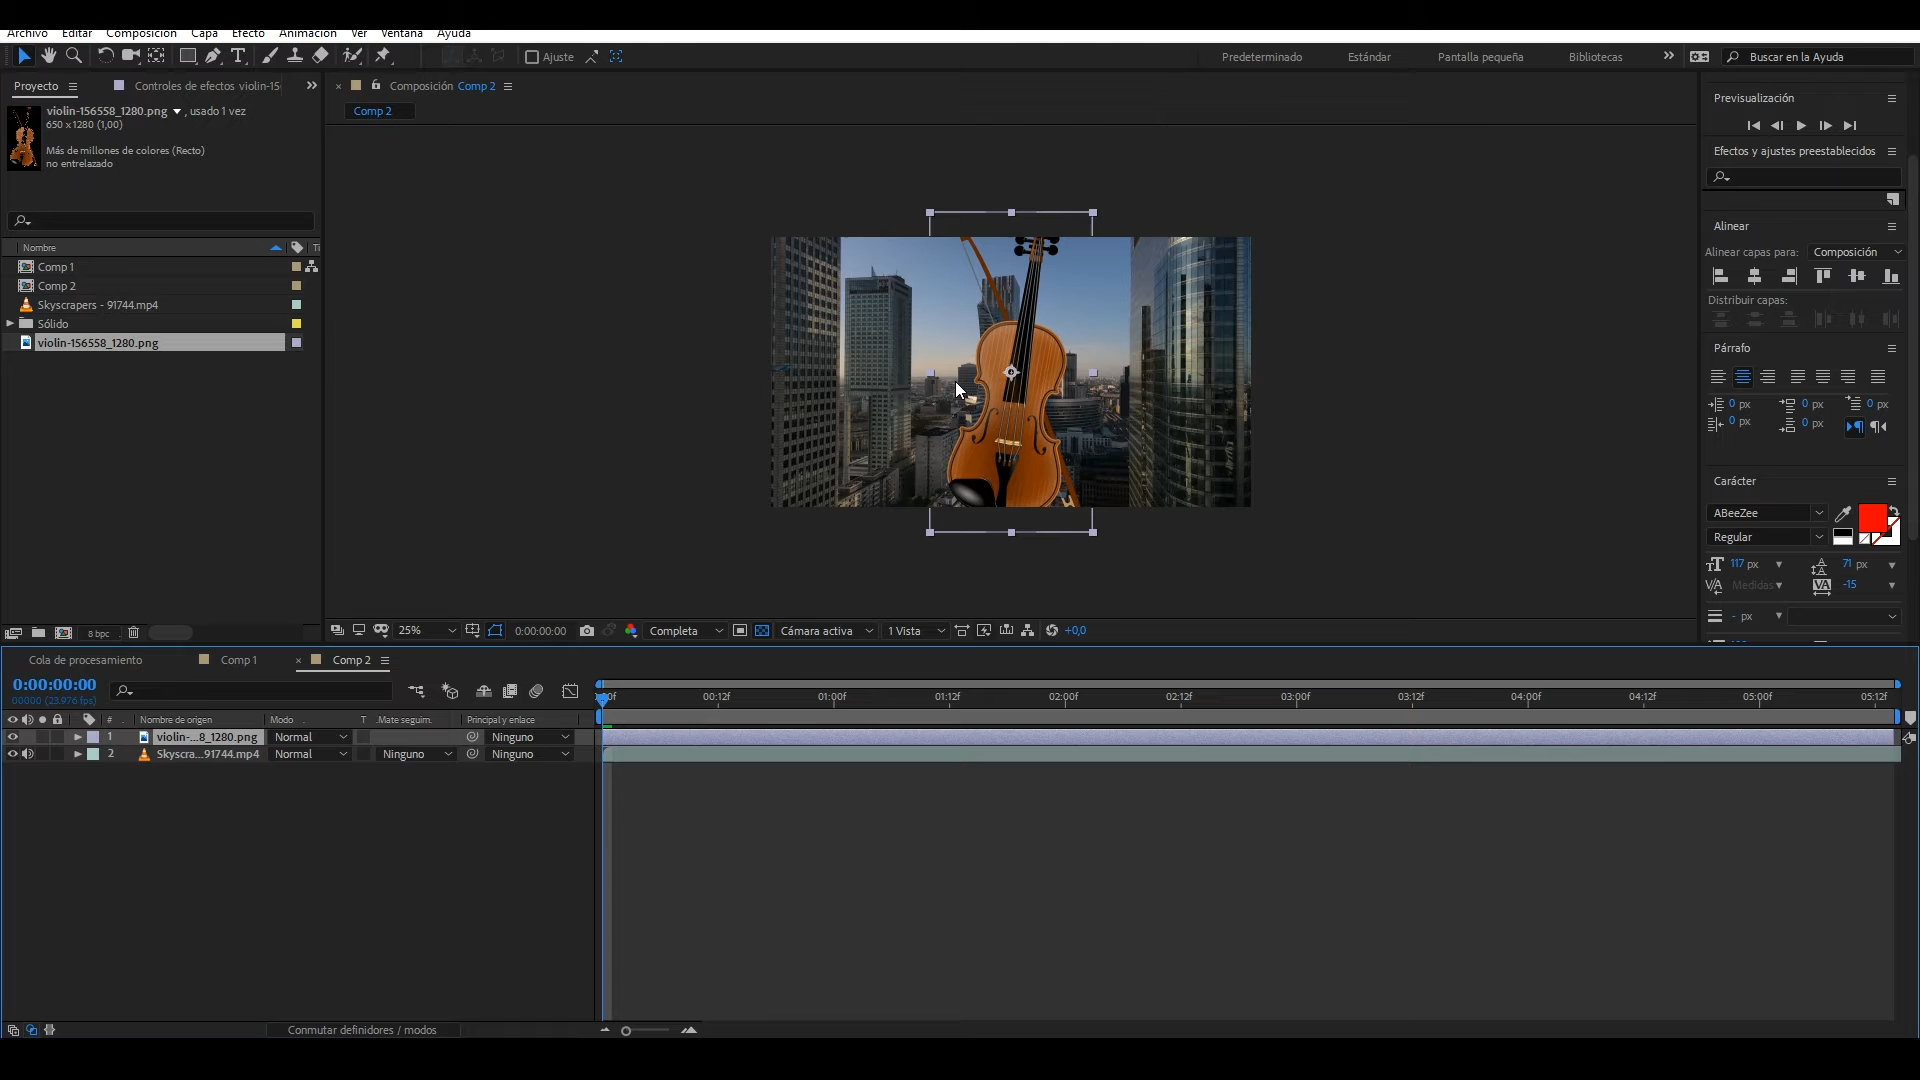 Archivo Editar Composición Capa Efecto Animación Ver Ventana Ayuda
Ajuste Predeterminado Estándar Pantalla pequeña Bibliotecas Buscar en la Ayuda
Proyecto Controles de efectos violin-15
violin-156558_1280.png , usado 1 vez
650 x 1280 (1,00)
Más de millones de colores (Recto)
no entrelazado
Nombre Ti
Comp 1
Comp 2
Skyscrapers - 91744.mp4
Sólido
violin-156558_1280.png
8 bpc
Composición Comp 2
Comp 2
25% 0:00:00:00 Completa Cámara activa 1 Vista +0,0
Previsualización
Efectos y ajustes preestablecidos
Alinear
Alinear capas para: Composición
Distribuir capas:
Párrafo
0 px 0 px 0 px
0 px 0 px
Carácter
ABeeZee
Regular
117 px 71 px
Medidas -15
- px
Cola de procesamiento Comp 1 Comp 2
0:00:00:00
00000 (23.976 fps)
# Nombre de origen Modo T .Mate seguim. Principal y enlace
1 violin-...8_1280.png Normal Ninguno
2 Skyscra...91744.mp4 Normal Ninguno Ninguno
00:12f 01:00f 01:12f 02:00f 02:12f 03:00f 03:12f 04:00f 04:12f 05:00f 05:12f
Conmutar definidores / modos